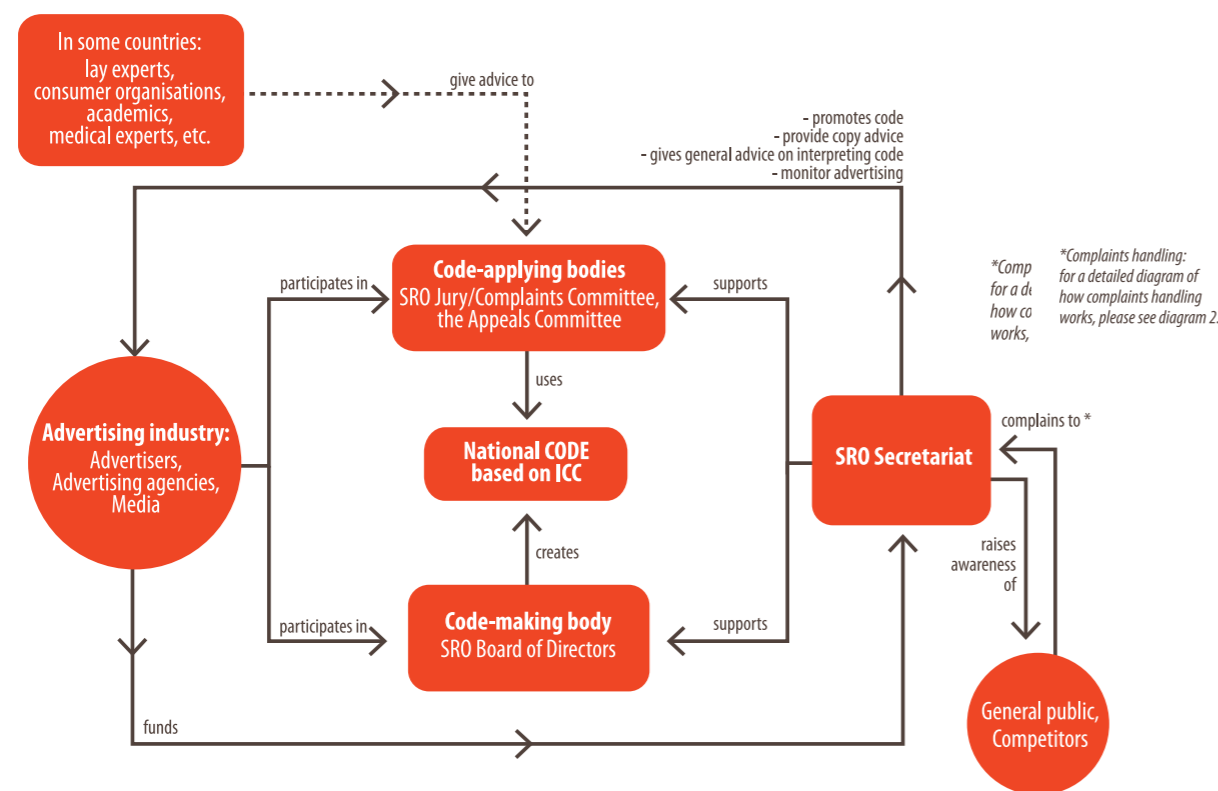 In some countries:
lay experts,
consumer organisations,
academics,
medical experts, etc.
give advice to
- promotes code
- provide copy advice
- gives general advice on interpreting code
- monitor advertising
Code-applying bodies
SRO Jury/Complaints Committee,
the Appeals Committee
participates in
supports
*Comp
for a de
how co
works,
*Complaints handling:
for a detailed diagram of
how complaints handling
works, please see diagram 2.
uses
Advertising industry:
Advertisers,
Advertising agencies,
Media
National CODE
based on ICC
SRO Secretariat
complains to *
creates
raises
awareness
of
Code-making body
SRO Board of Directors
participates in
supports
funds
General public,
Competitors